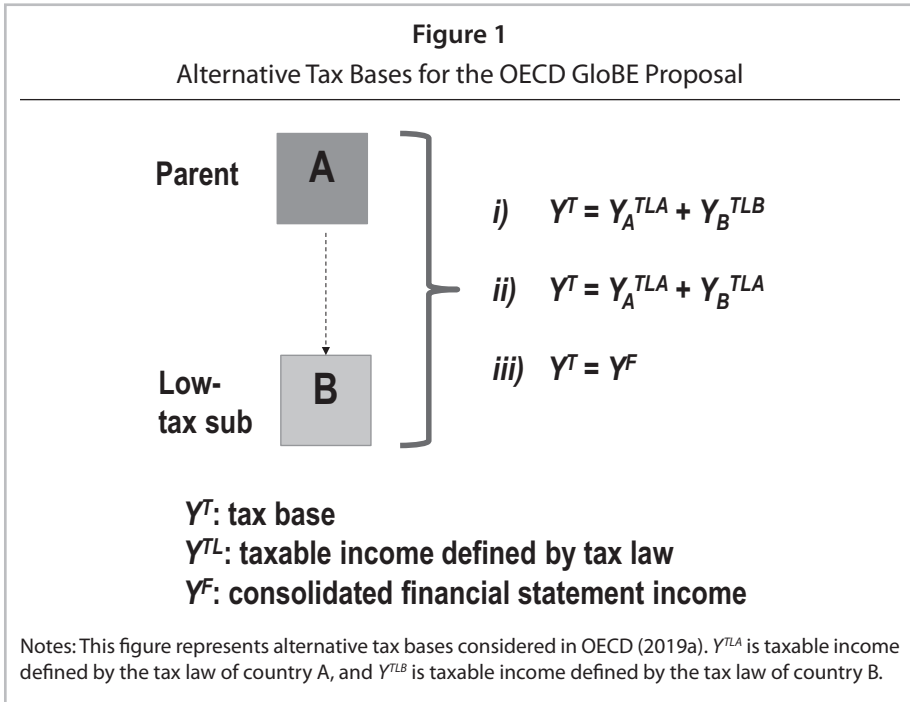 Figure 1
Alternative Tax Bases for the OECD GloBE Proposal
Parent
A
i) Y^T = Y_A^TLA + Y_B^TLB
ii) Y^T = Y_A^TLA + Y_B^TLA
iii) Y^T = Y^F
Low-
tax sub
B
Y^T: tax base
Y^TL: taxable income defined by tax law
Y^F: consolidated financial statement income
Notes: This figure represents alternative tax bases considered in OECD (2019a). Y^TLA is taxable income
defined by the tax law of country A, and Y^TLB is taxable income defined by the tax law of country B.